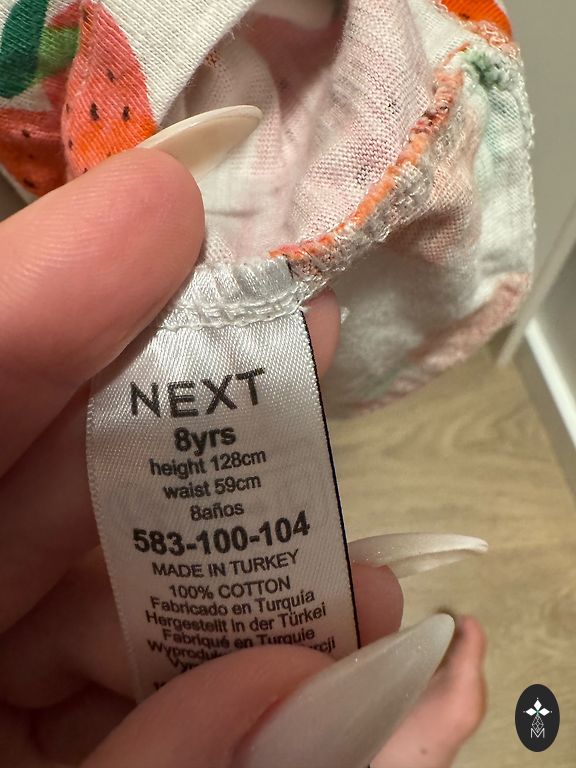 NEXT
8yrs
height 128cm
waist 59cm
8años
583-100-104
MADE IN TURKEY
100% COTTON
Fabricado en Turquía
Hergestellt in der Türkei
Fabriqué en Turquie